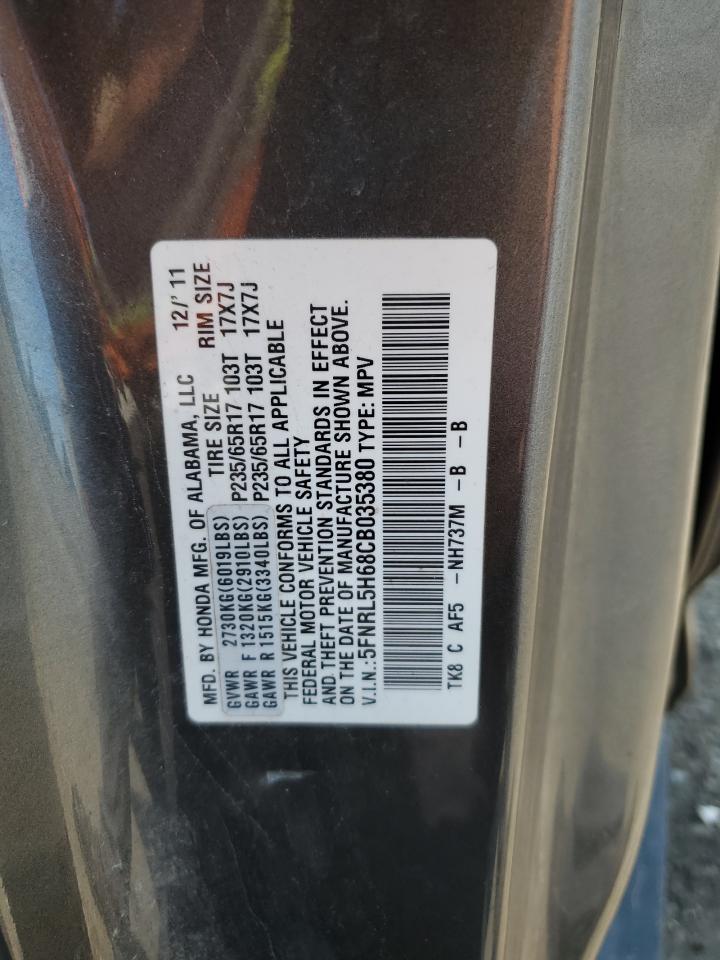 MFD. BY HONDA MFG. OF ALABAMA, LLC 12/' 11
TIRE SIZE RIM SIZE
GVWR 2730KG(6019LBS)
GAWR F 1320KG(2910LBS) P235/65R17 103T 17X7J
GAWR R 1515KG(3340LBS) P235/65R17 103T 17X7J
THIS VEHICLE CONFORMS TO ALL APPLICABLE
FEDERAL MOTOR VEHICLE SAFETY
AND THEFT PREVENTION STANDARDS IN EFFECT
ON THE DATE OF MANUFACTURE SHOWN ABOVE.
V.I.N.:5FNRL5H68CB035380 TYPE: MPV
TK8 C AF5 -NH737M -B -B